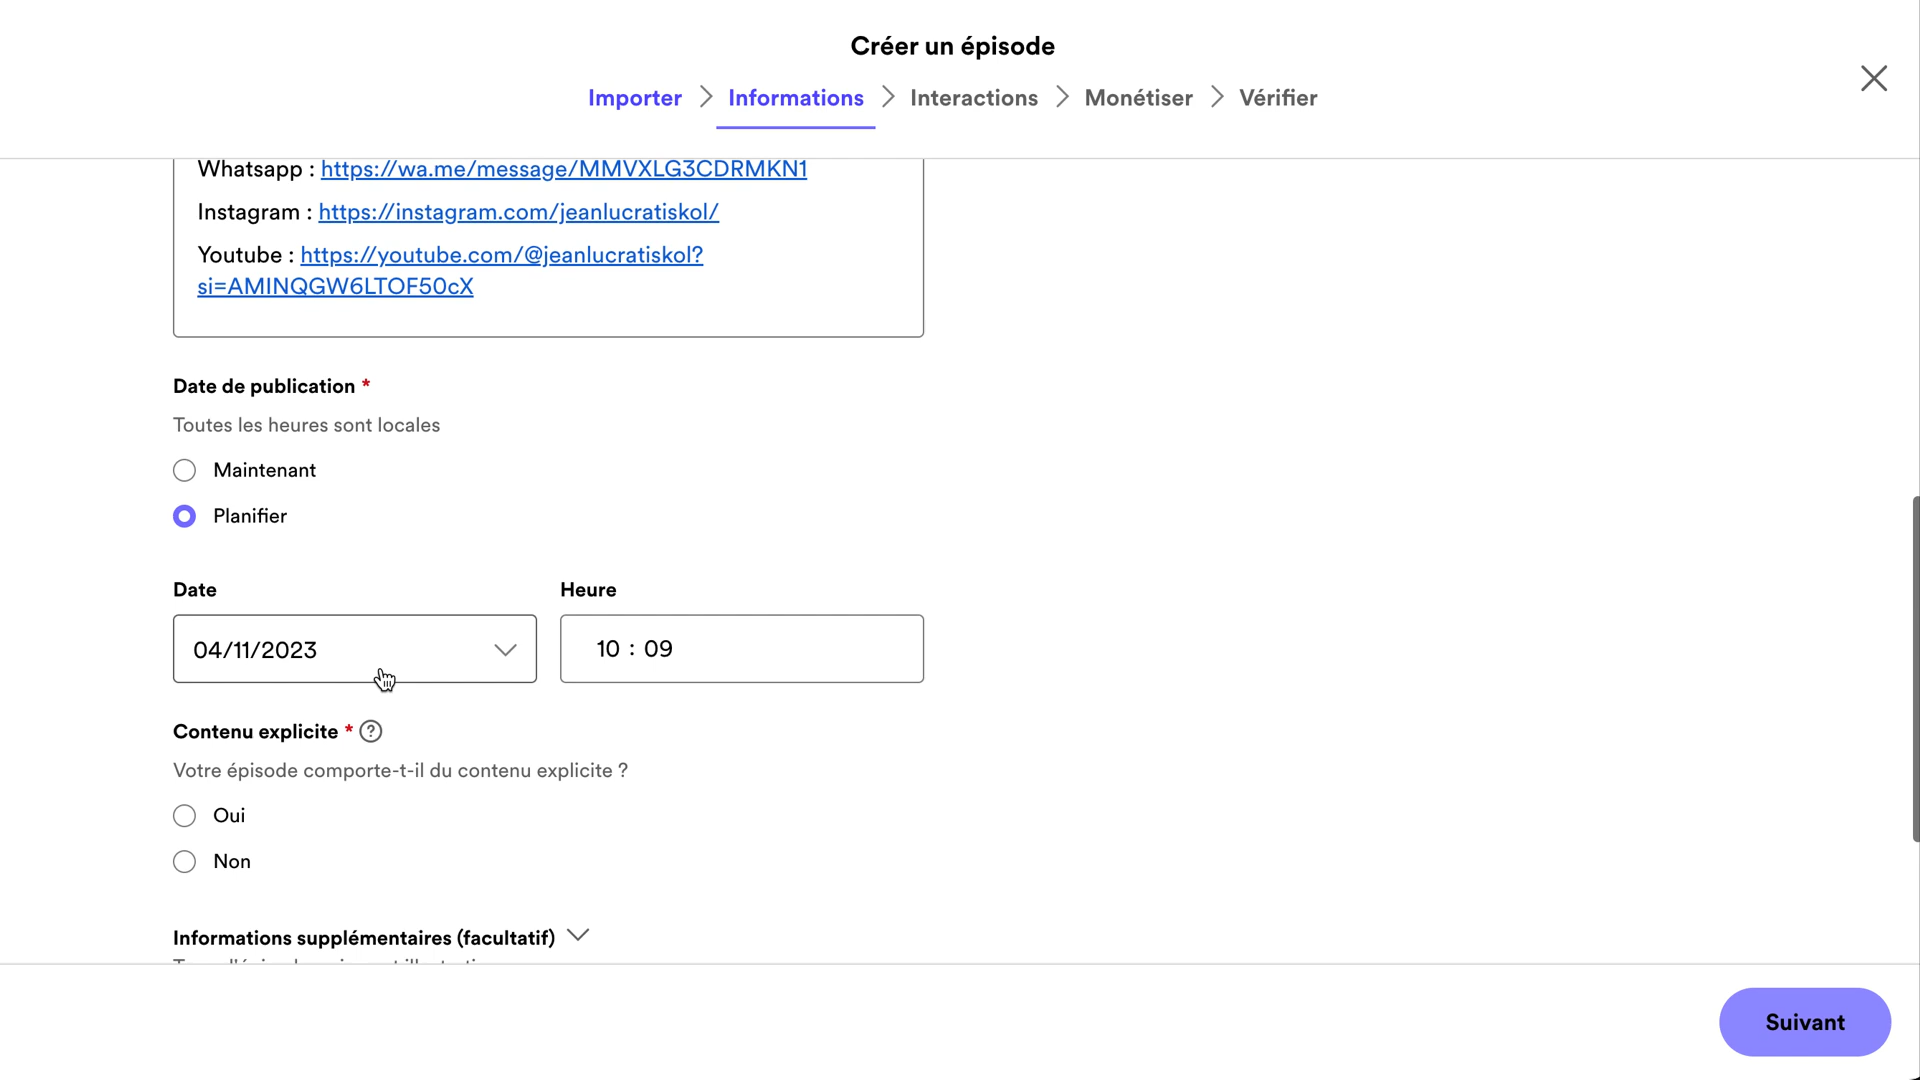 Créer un épisode
Importer > Informations > Interactions > Monétiser > Vérifier
Whatsapp : https://wa.me/message/MMVXLG3CDRMKN1
Instagram : https://instagram.com/jeanlucratiskol/
Youtube : https://youtube.com/@jeanlucratiskol?
si=AMINQGW6LTOF50cX
Date de publication *
Toutes les heures sont locales
Maintenant
Planifier
Date Heure
04/11/2023 10 : 09
Contenu explicite * ?
Votre épisode comporte-t-il du contenu explicite ?
Oui
Non
Informations supplémentaires (facultatif)
Suivant